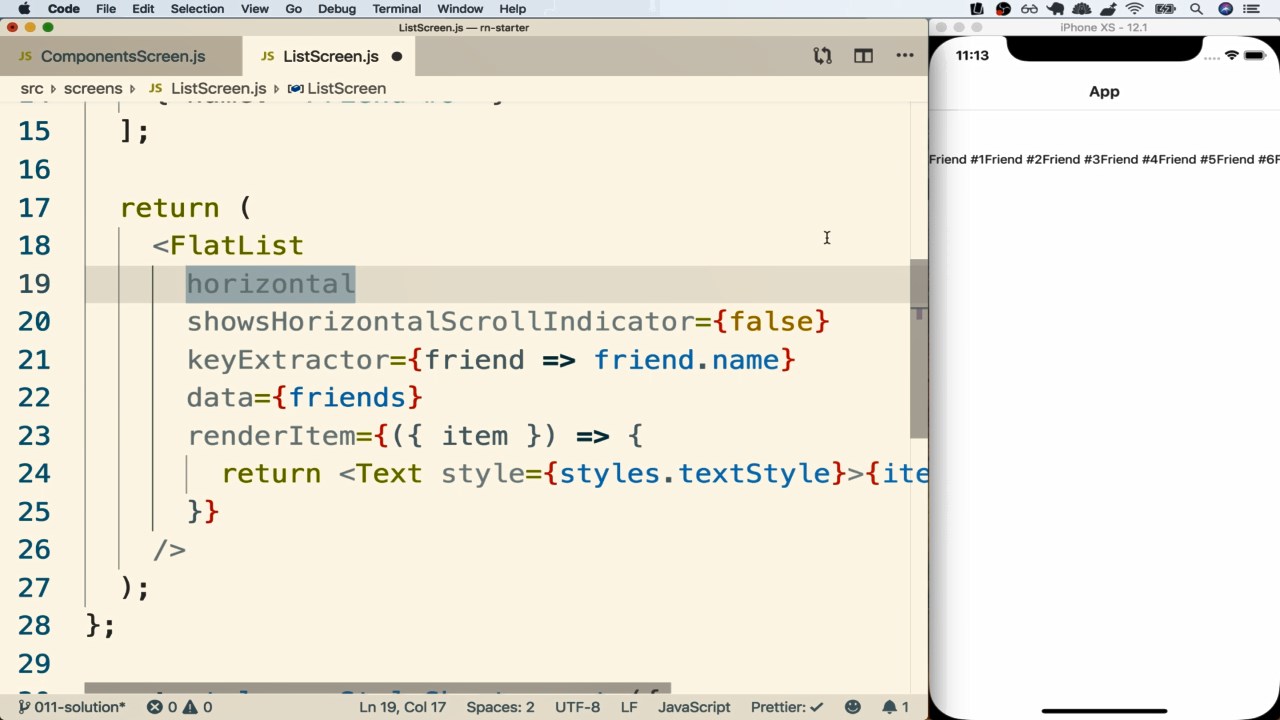 Code File Edit Selection View Go Debug Terminal Window Help
ListScreen.js — rn-starter
JS ComponentsScreen.js JS ListScreen.js
src screens JS ListScreen.js ListScreen
15 ];
16
17 return (
18 <FlatList
19 horizontal
20 showsHorizontalScrollIndicator={false}
21 keyExtractor={friend => friend.name}
22 data={friends}
23 renderItem={({ item }) => {
24 return <Text style={styles.textStyle}>{ite
25 }}
26 />
27 );
28 };
29
011-solution* 0 0 Ln 19, Col 17 Spaces: 2 UTF-8 LF JavaScript Prettier: 1
iPhone XS - 12.1
11:13
App
Friend #1Friend #2Friend #3Friend #4Friend #5Friend #6F